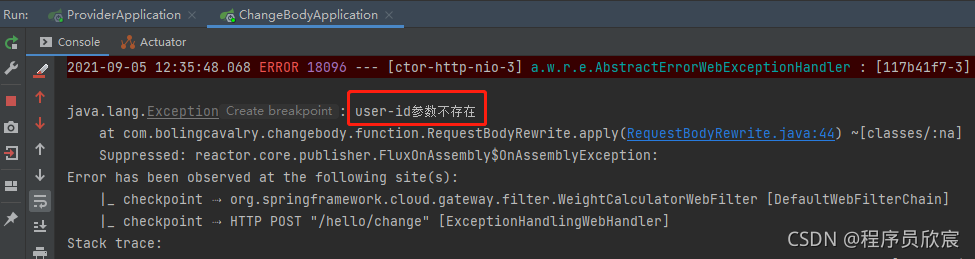 Run: ProviderApplication × ChangeBodyApplication ×
Console Actuator
2021-09-05 12:35:48.068 ERROR 18096 --- [ctor-http-nio-3] a.w.r.e.AbstractErrorWebExceptionHandler : [117b41f7-3]
java.lang.Exception Create breakpoint : user-id参数不存在
at com.bolingcavalry.changebody.function.RequestBodyRewrite.apply(RequestBodyRewrite.java:44) ~[classes/:na]
Suppressed: reactor.core.publisher.FluxOnAssembly$OnAssemblyException:
Error has been observed at the following site(s):
|_ checkpoint ⇢ org.springframework.cloud.gateway.filter.WeightCalculatorWebFilter [DefaultWebFilterChain]
|_ checkpoint ⇢ HTTP POST "/hello/change" [ExceptionHandlingWebHandler]
Stack trace:
CSDN @程序员欣宸